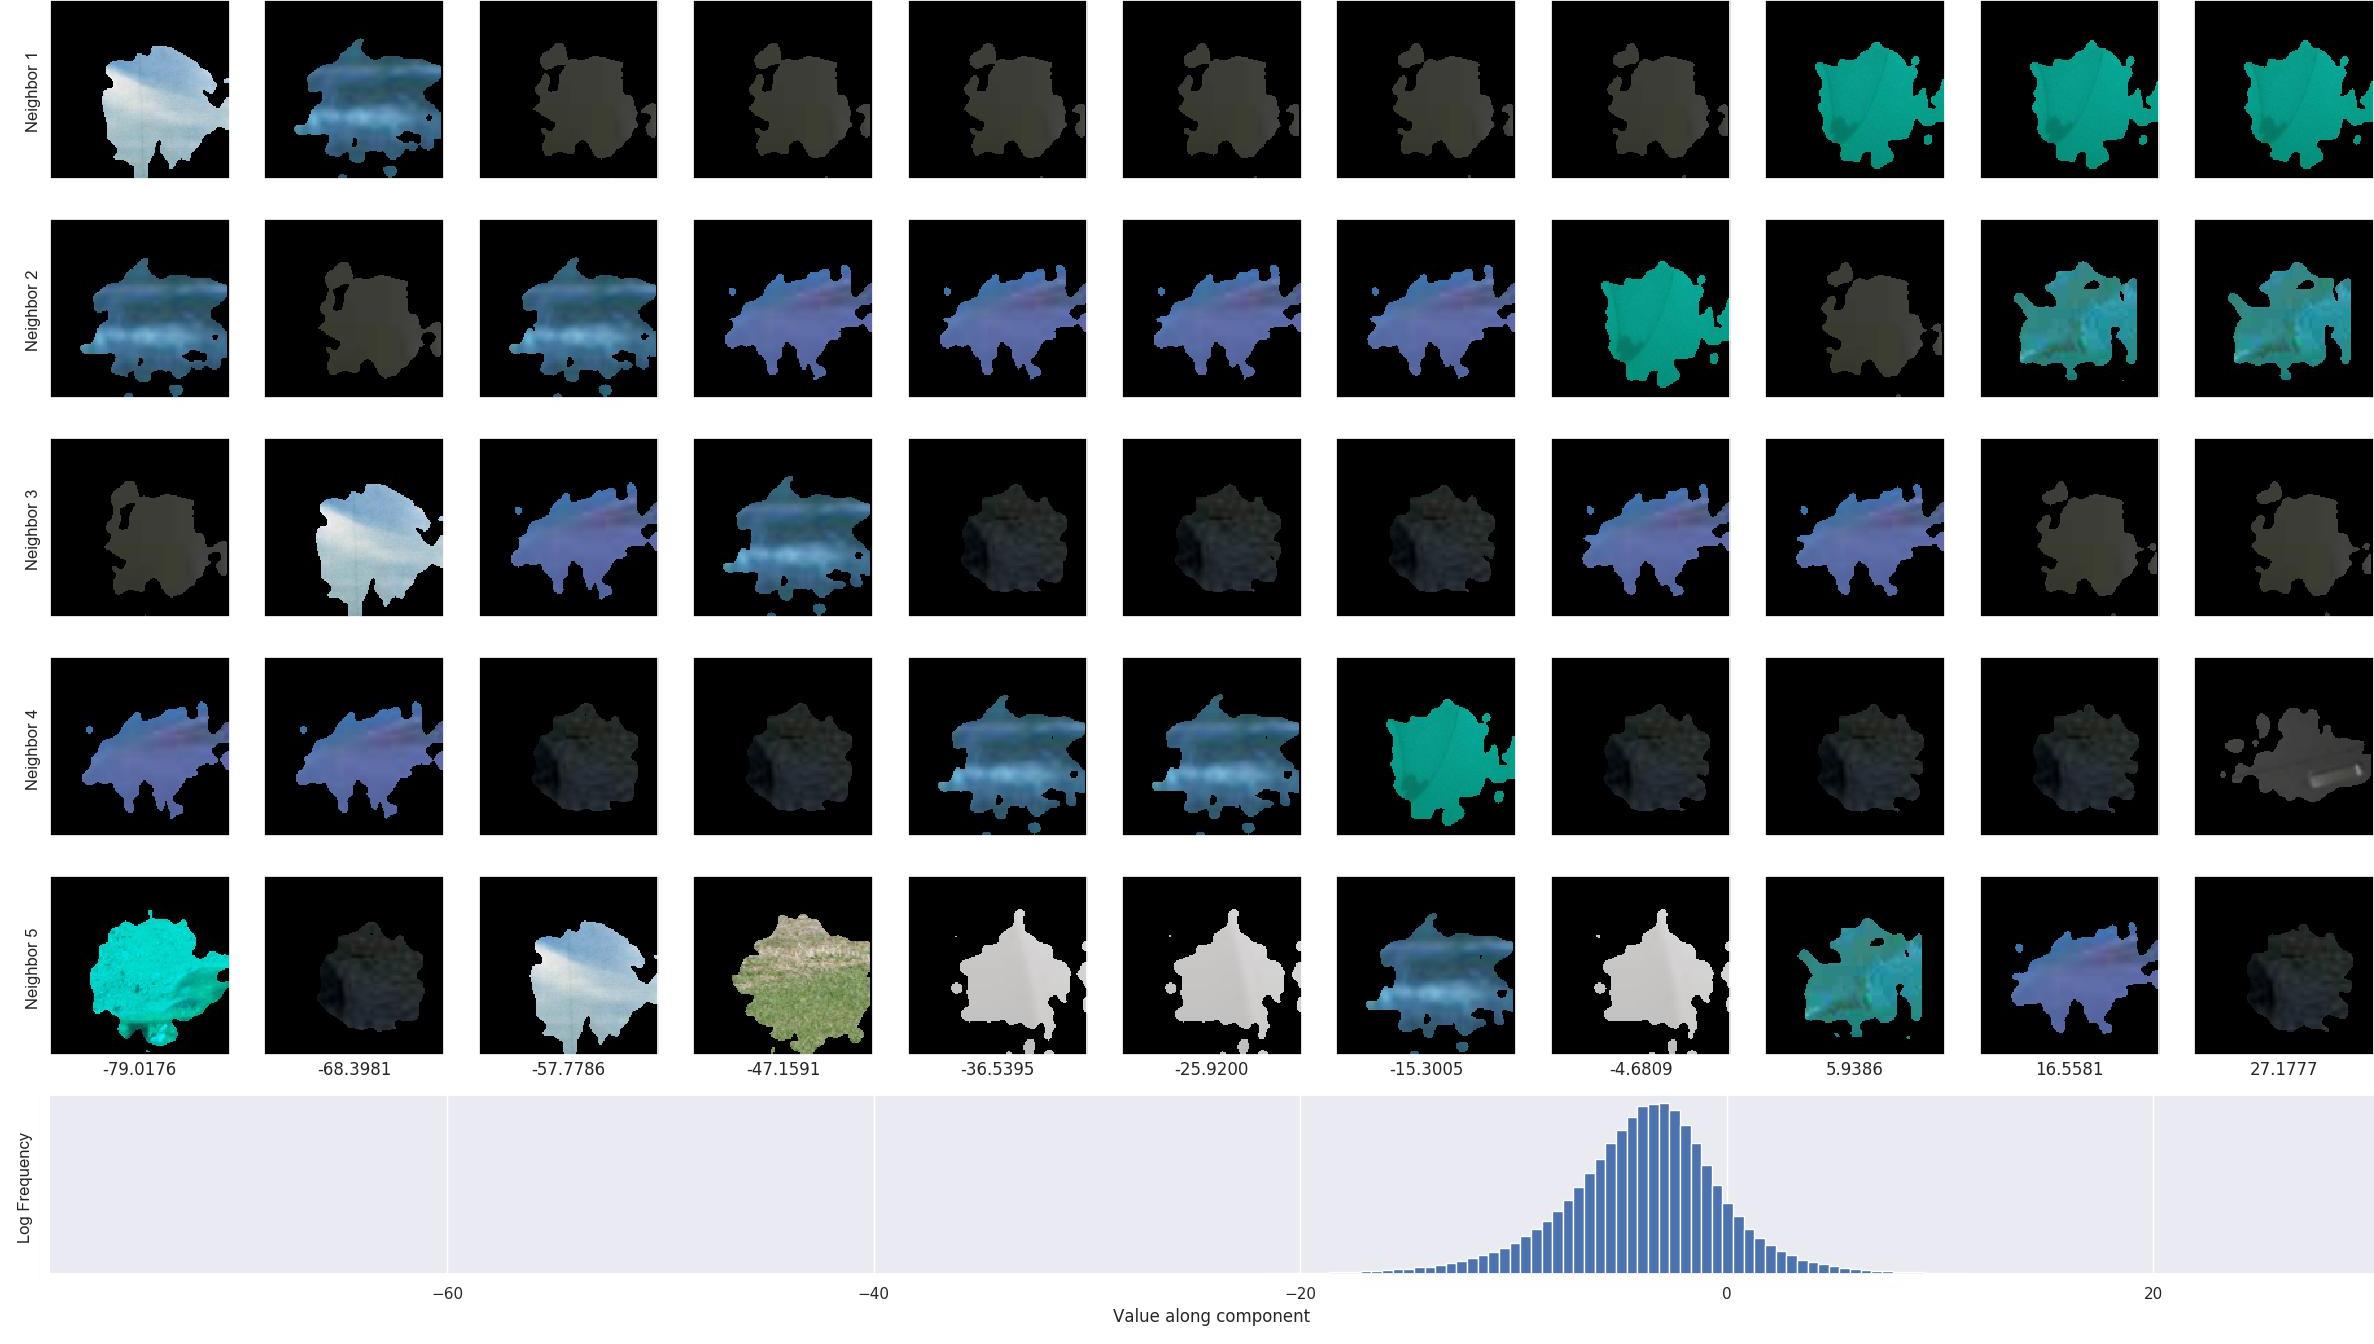 Neighbor 1
Neighbor 2
Neighbor 3
Neighbor 4
Neighbor 5
-79.0176 -68.3981 -57.7786 -47.1591 -36.5395 -25.9200 -15.3005 -4.6809 5.9386 16.5581 27.1777
Log Frequency
−60 −40 −20 0 20
Value along component